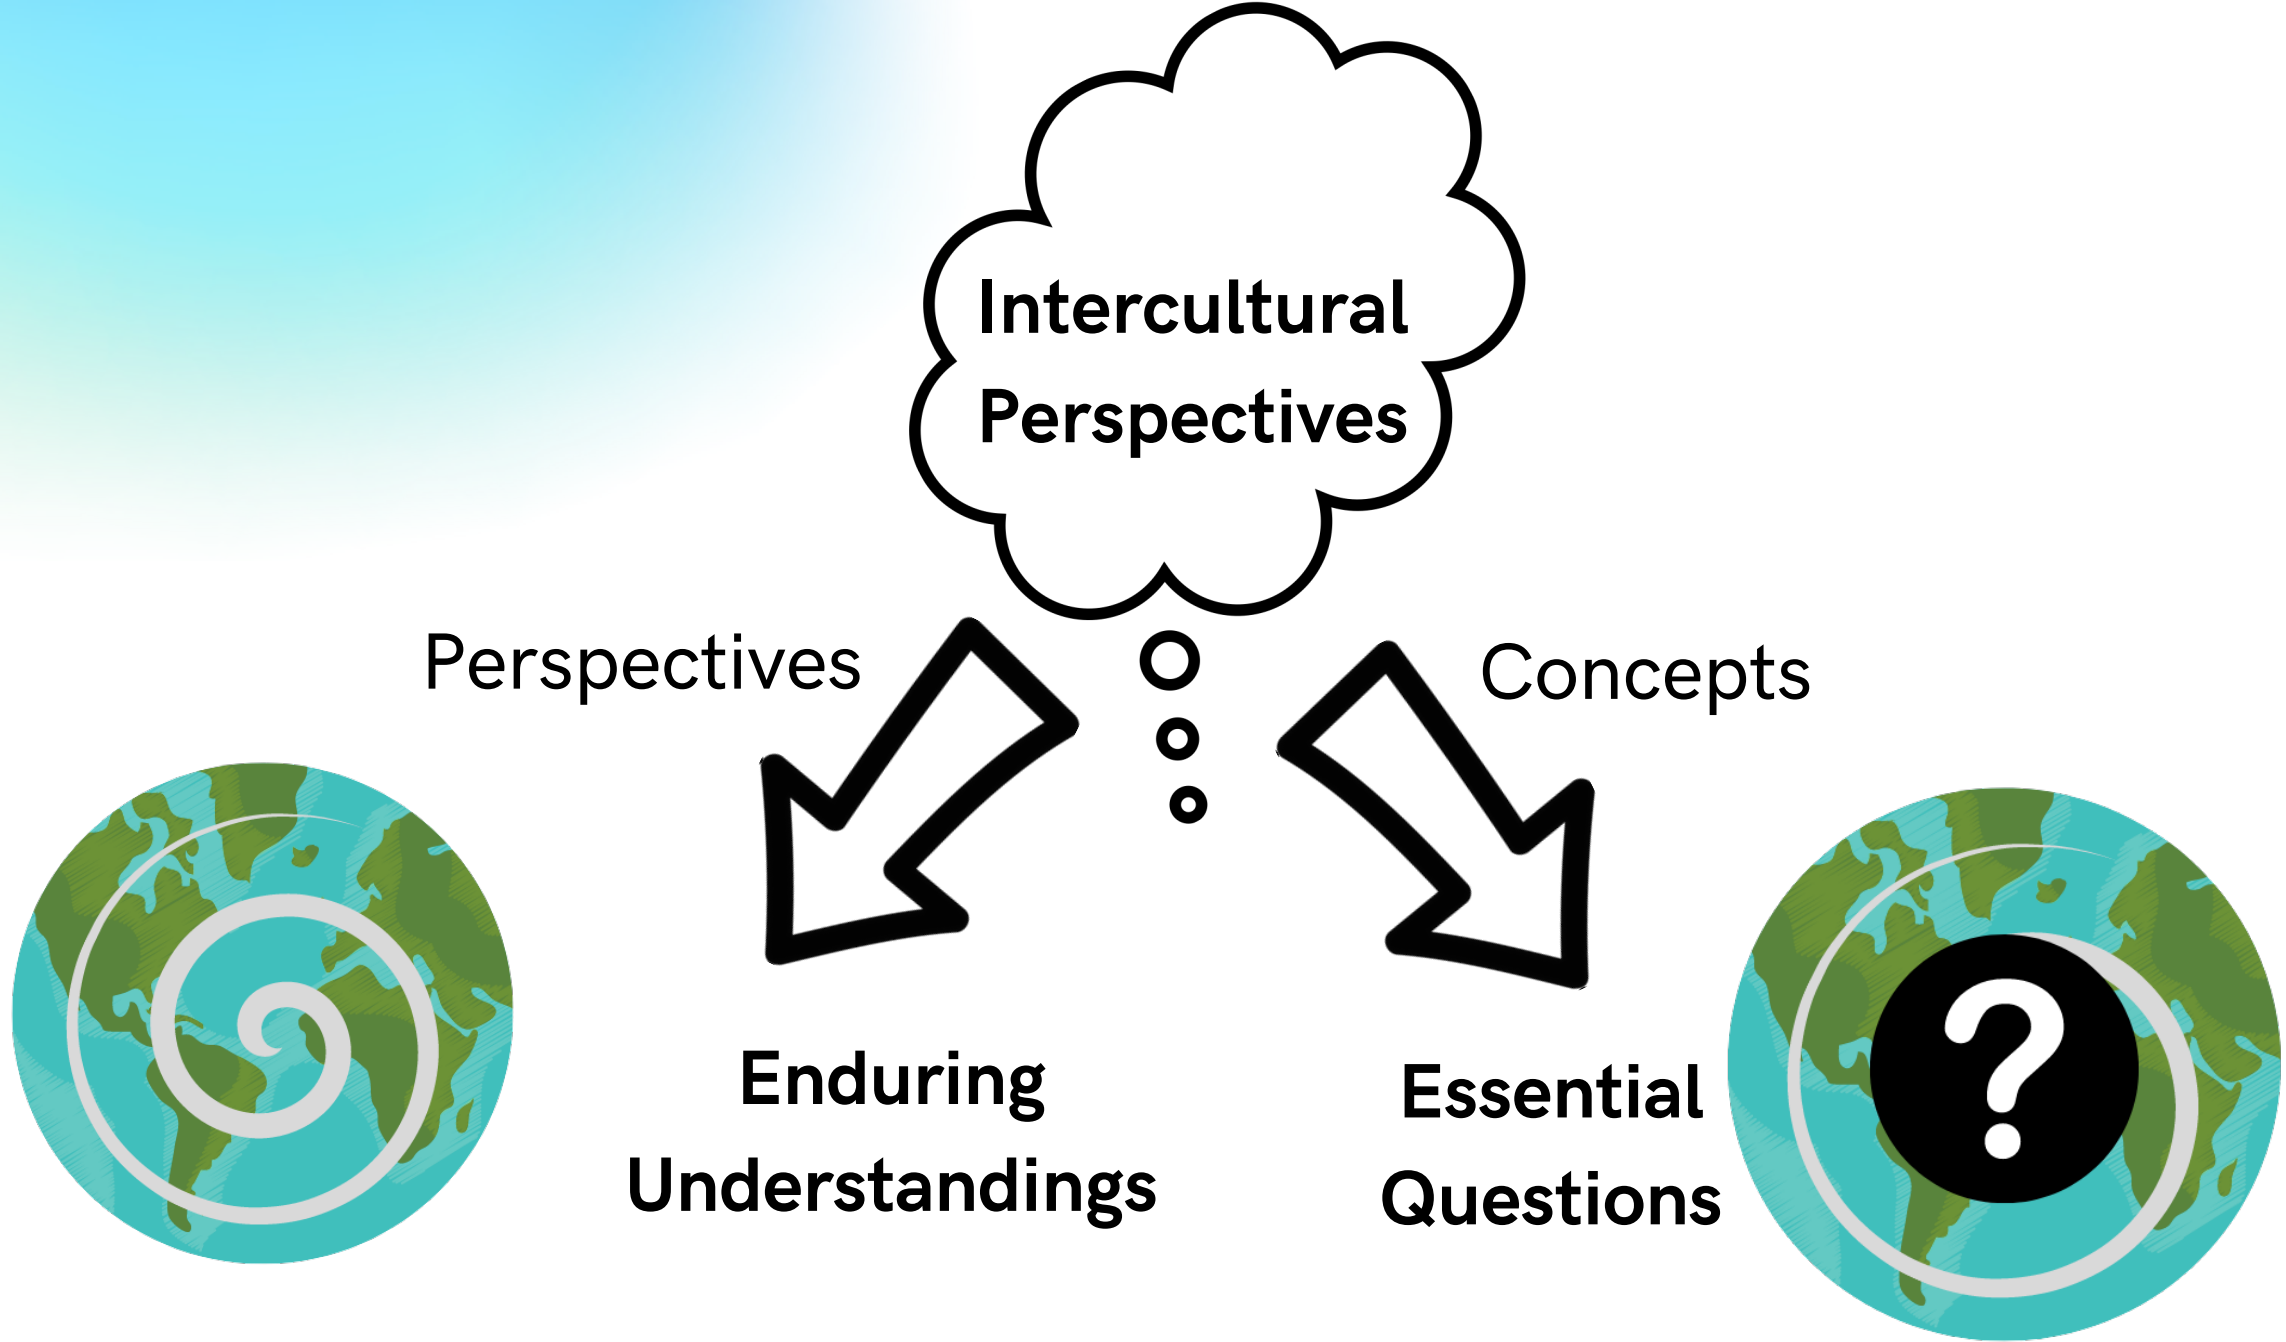 Intercultural
Perspectives
Perspectives
Concepts
Enduring
Understandings
Essential
Questions
?